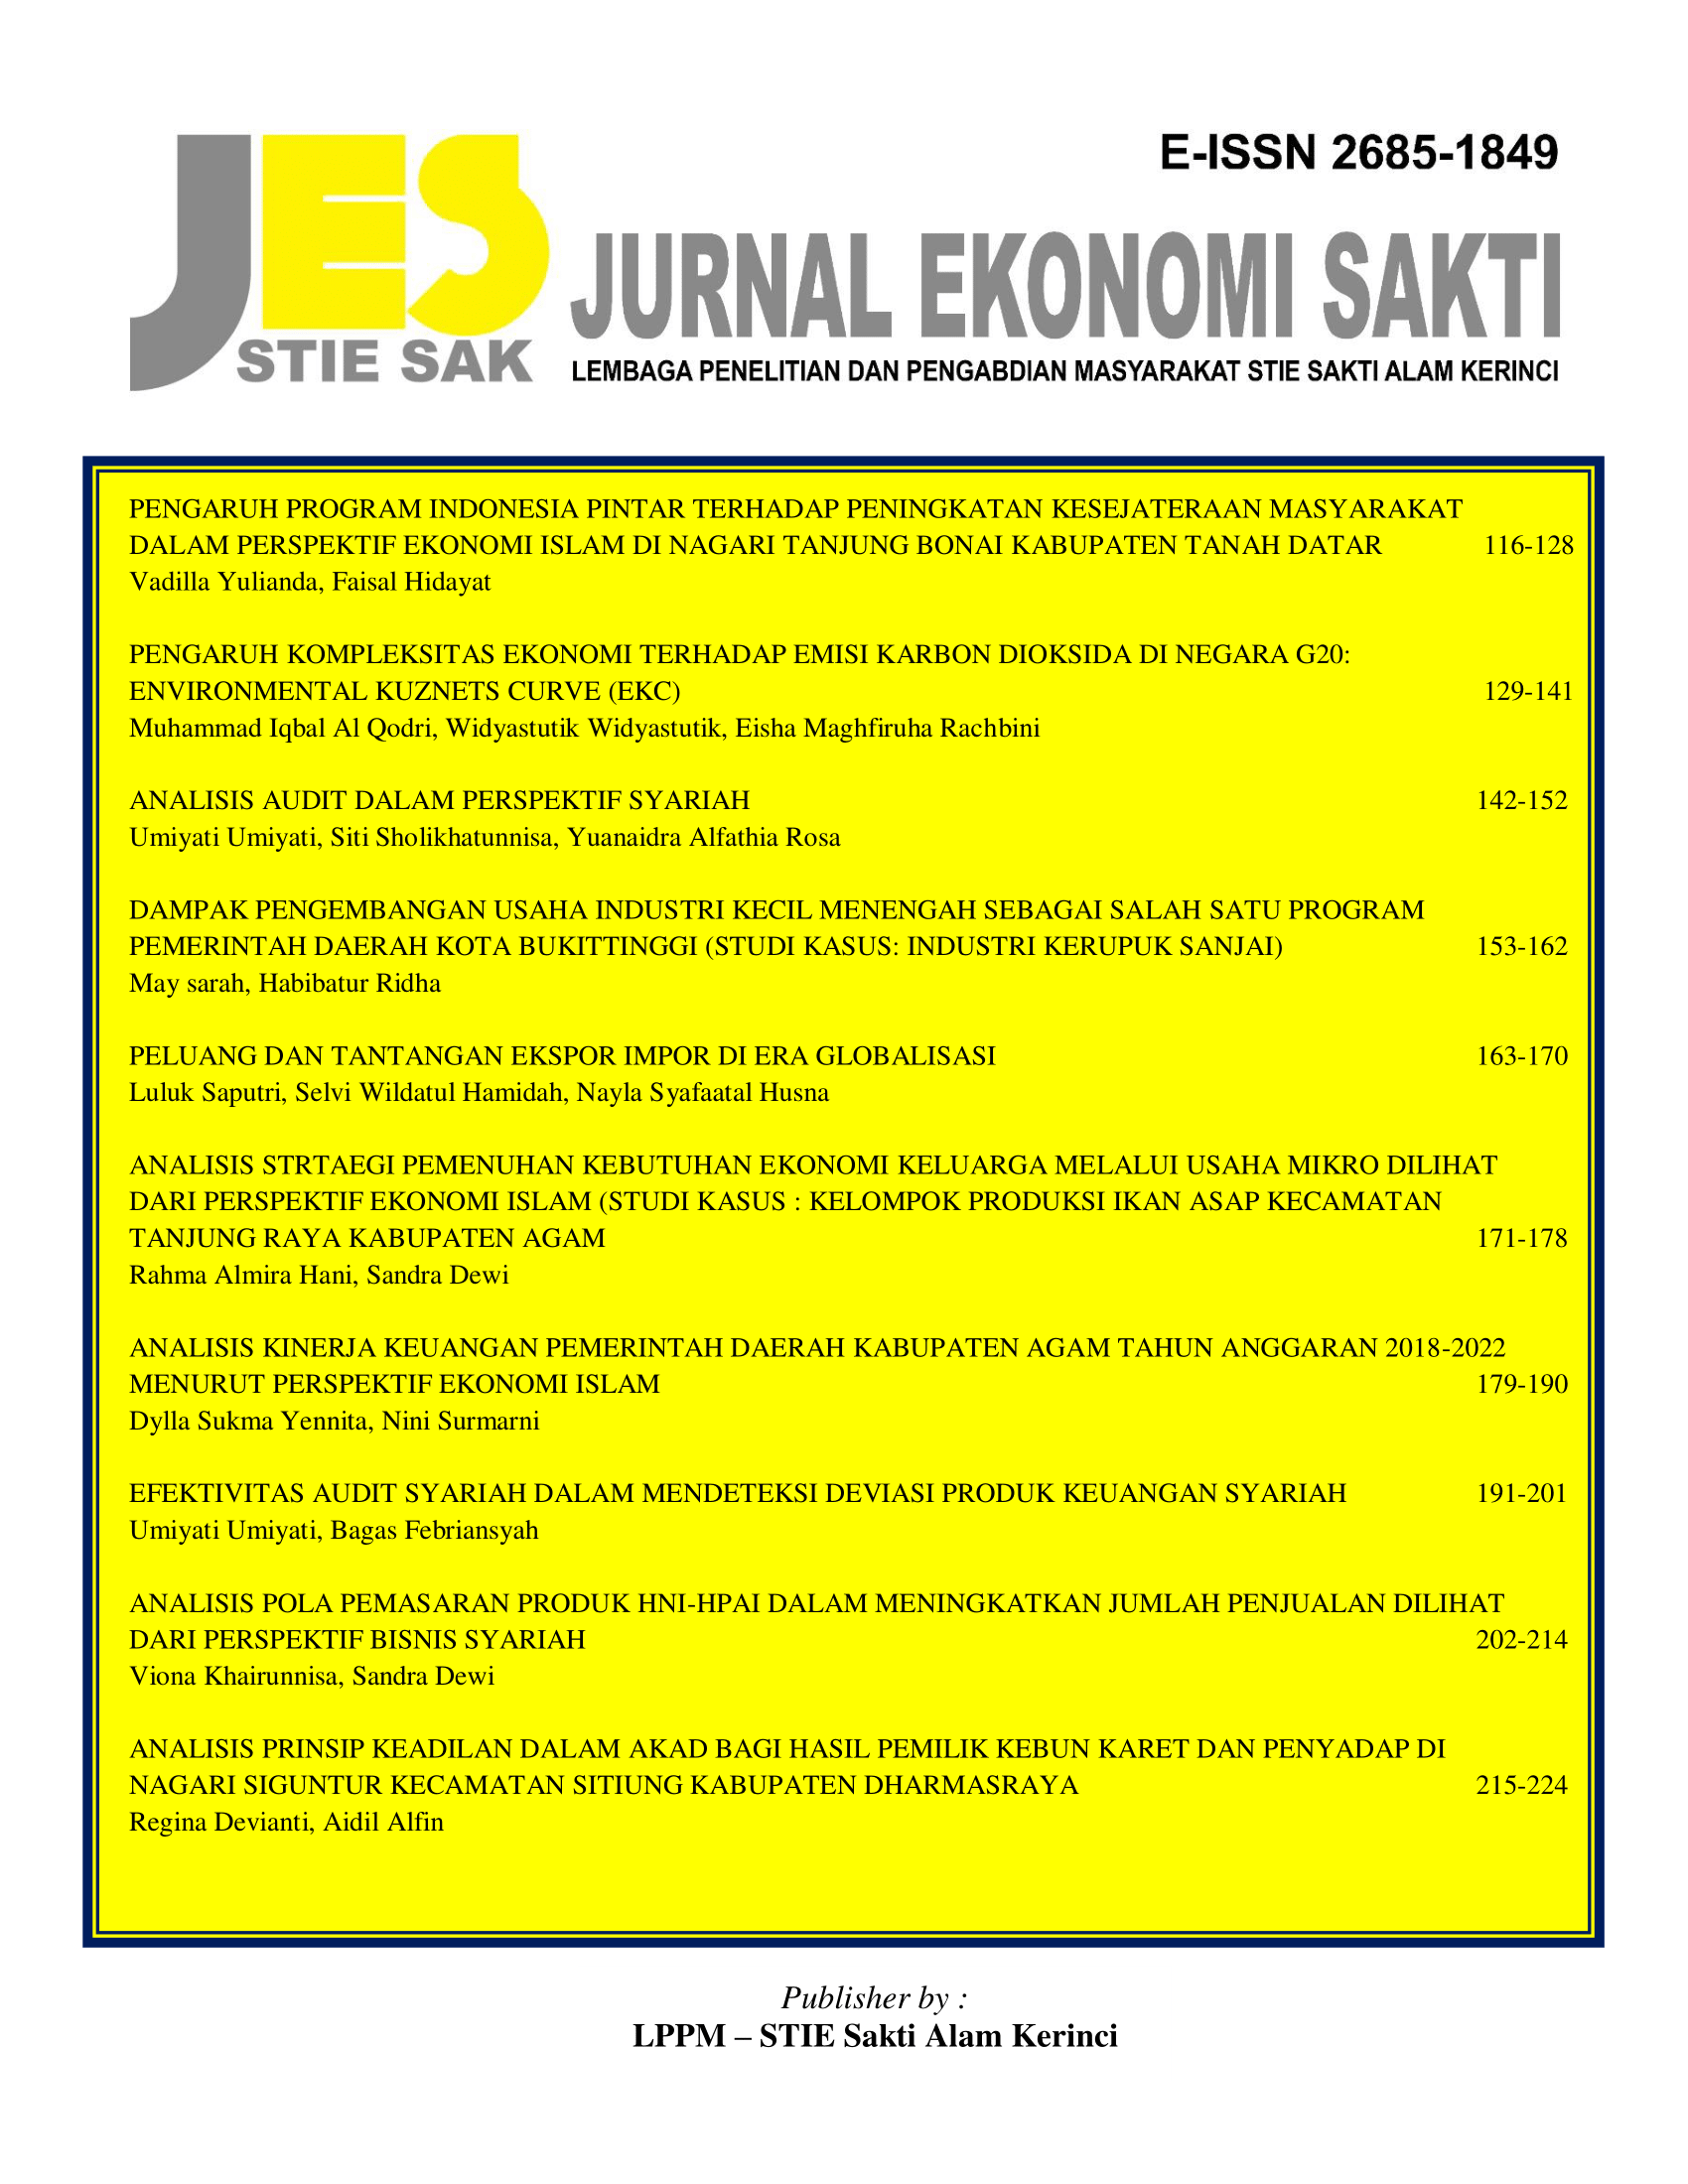 E-ISSN 2685-1849
JES
STIE SAK
JURNAL EKONOMI SAKTI
LEMBAGA PENELITIAN DAN PENGABDIAN MASYARAKAT STIE SAKTI ALAM KERINCI
PENGARUH PROGRAM INDONESIA PINTAR TERHADAP PENINGKATAN KESEJATERAAN MASYARAKAT
DALAM PERSPEKTIF EKONOMI ISLAM DI NAGARI TANJUNG BONAI KABUPATEN TANAH DATAR 116-128
Vadilla Yulianda, Faisal Hidayat
PENGARUH KOMPLEKSITAS EKONOMI TERHADAP EMISI KARBON DIOKSIDA DI NEGARA G20:
ENVIRONMENTAL KUZNETS CURVE (EKC) 129-141
Muhammad Iqbal Al Qodri, Widyastutik Widyastutik, Eisha Maghfiruha Rachbini
ANALISIS AUDIT DALAM PERSPEKTIF SYARIAH 142-152
Umiyati Umiyati, Siti Sholikhatunnisa, Yuanaidra Alfathia Rosa
DAMPAK PENGEMBANGAN USAHA INDUSTRI KECIL MENENGAH SEBAGAI SALAH SATU PROGRAM
PEMERINTAH DAERAH KOTA BUKITTINGGI (STUDI KASUS: INDUSTRI KERUPUK SANJAI) 153-162
May sarah, Habibatur Ridha
PELUANG DAN TANTANGAN EKSPOR IMPOR DI ERA GLOBALISASI 163-170
Luluk Saputri, Selvi Wildatul Hamidah, Nayla Syafaatal Husna
ANALISIS STRTAEGI PEMENUHAN KEBUTUHAN EKONOMI KELUARGA MELALUI USAHA MIKRO DILIHAT
DARI PERSPEKTIF EKONOMI ISLAM (STUDI KASUS : KELOMPOK PRODUKSI IKAN ASAP KECAMATAN
TANJUNG RAYA KABUPATEN AGAM 171-178
Rahma Almira Hani, Sandra Dewi
ANALISIS KINERJA KEUANGAN PEMERINTAH DAERAH KABUPATEN AGAM TAHUN ANGGARAN 2018-2022
MENURUT PERSPEKTIF EKONOMI ISLAM 179-190
Dylla Sukma Yennita, Nini Surmarni
EFEKTIVITAS AUDIT SYARIAH DALAM MENDETEKSI DEVIASI PRODUK KEUANGAN SYARIAH 191-201
Umiyati Umiyati, Bagas Febriansyah
ANALISIS POLA PEMASARAN PRODUK HNI-HPAI DALAM MENINGKATKAN JUMLAH PENJUALAN DILIHAT
DARI PERSPEKTIF BISNIS SYARIAH 202-214
Viona Khairunnisa, Sandra Dewi
ANALISIS PRINSIP KEADILAN DALAM AKAD BAGI HASIL PEMILIK KEBUN KARET DAN PENYADAP DI
NAGARI SIGUNTUR KECAMATAN SITIUNG KABUPATEN DHARMASRAYA 215-224
Regina Devianti, Aidil Alfin
Publisher by :
LPPM – STIE Sakti Alam Kerinci